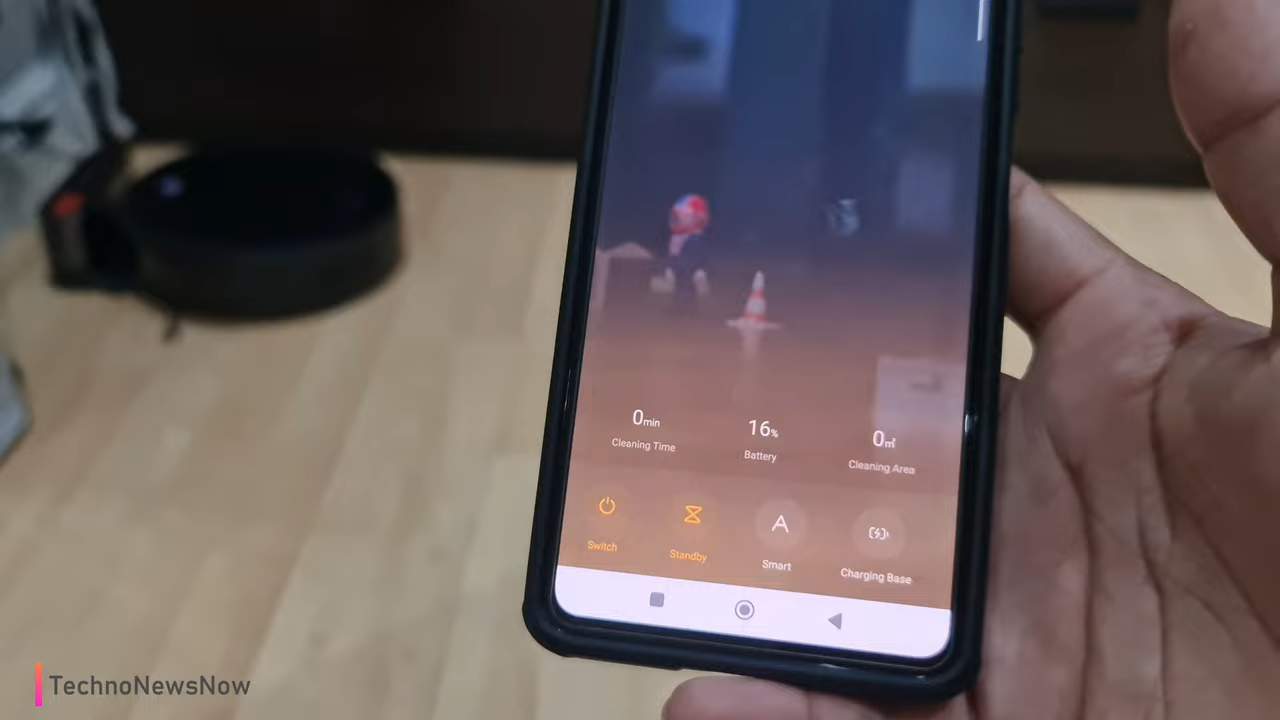 0min
Cleaning Time
16%
Battery
0㎡
Cleaning Area
Switch
Standby
Smart
Charging Base
TechnoNewsNow